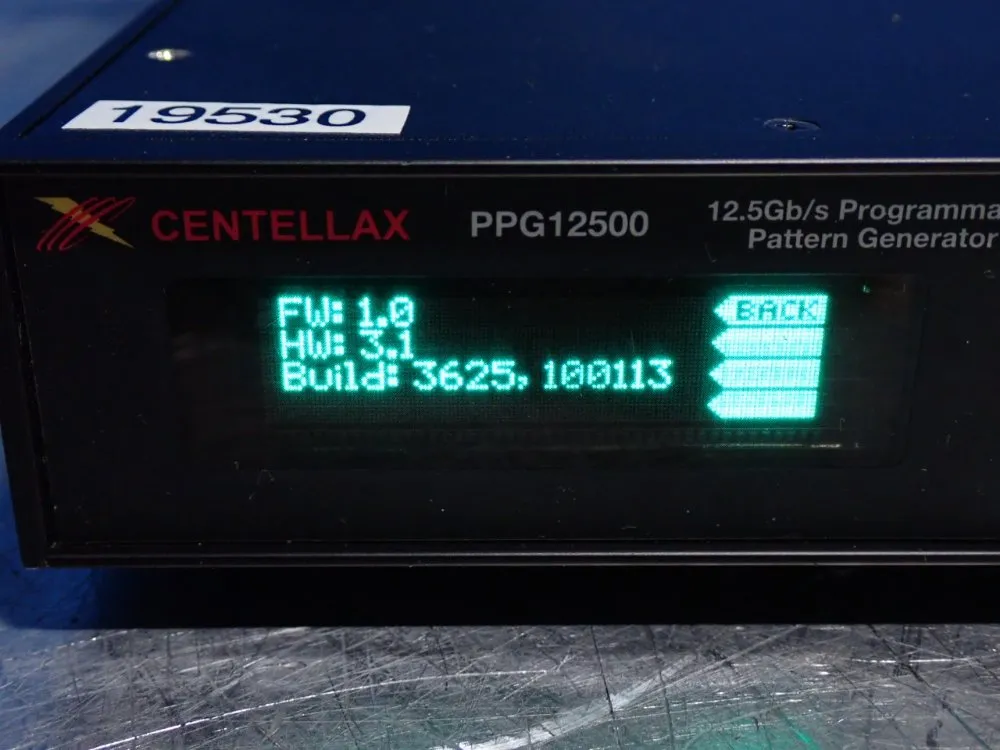 19530
CENTELLAX
PPG12500
12.5Gb/s Programma
Pattern Generator
FW: 1.0
HW: 3.1
Build: 3625, 100113
BACK